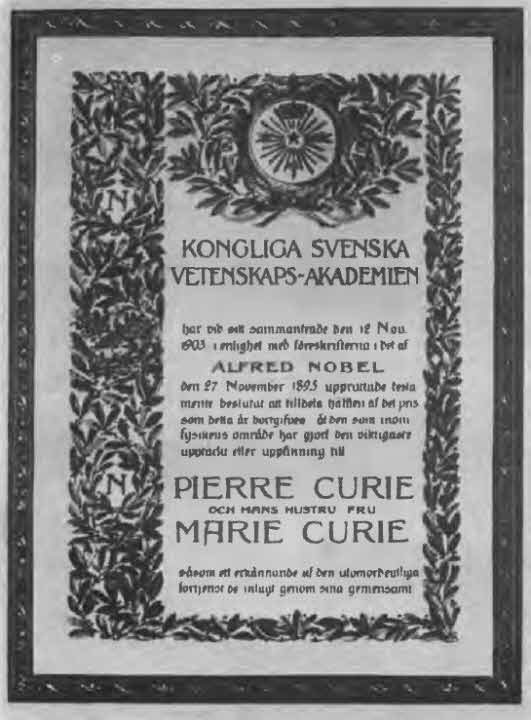 N
N
KONGLIGA SVENSKA
VETENSKAPS-AKADEMIEN
har vid sitt sammanträde den 12 Nov.
1903 i enlighet med föreskrifterna i det af
ALFRED NOBEL
den 27 November 1895 upprättade testa
mente beslutat att tilldela hälften af det pris
som detta år bortgifves åt den som inom
fysikens område har gjort den viktigaste
upptäckt eller uppfinning till
PIERRE CURIE
OCH HANS HUSTRU FRU
MARIE CURIE
såsom ett erkännande af den utomordentliga
förtjenst de inlagt genom sina gemensamt